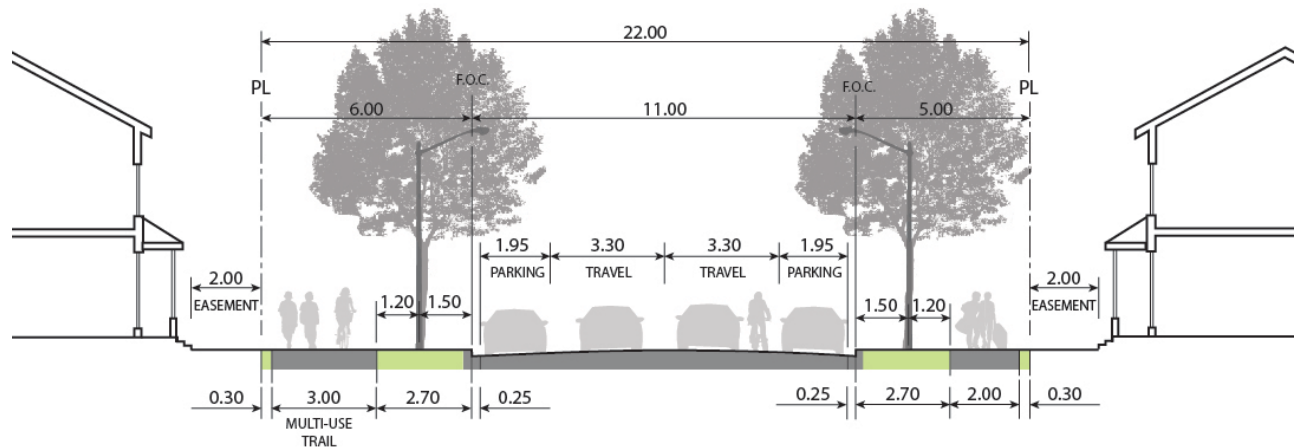 22.00
PL
F.O.C.
F.O.C.
PL
6.00
11.00
5.00
1.95
3.30
3.30
1.95
PARKING
TRAVEL
TRAVEL
PARKING
2.00
EASEMENT
1.20
1.50
1.50
1.20
2.00
EASEMENT
0.30
3.00
2.70
0.25
0.25
2.70
2.00
0.30
MULTI-USE
TRAIL